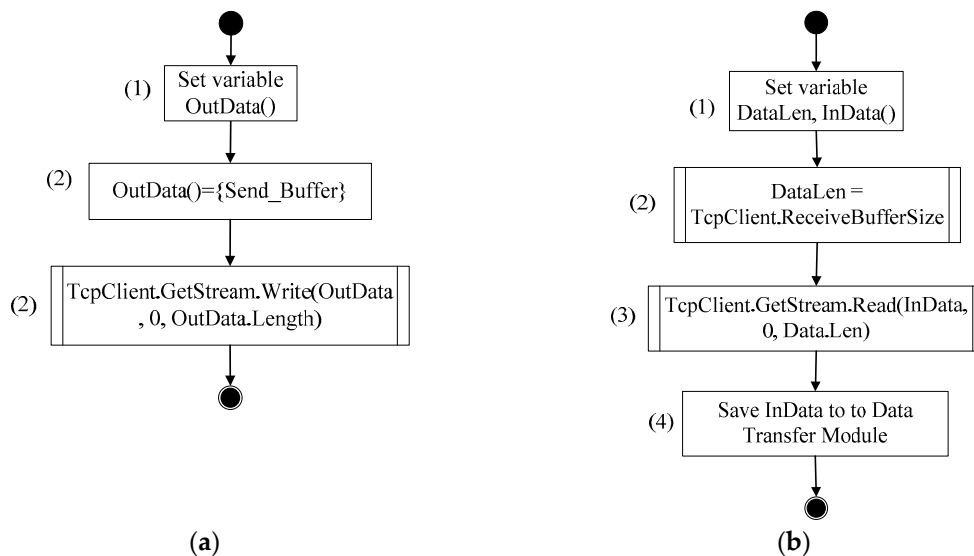 (1)
Set variable
OutData()
(2)
OutData()={Send_Buffer}
(2)
TcpClient.GetStream.Write(OutData
, 0, OutData.Length)
(a)
(1)
Set variable
DataLen, InData()
(2)
DataLen =
TcpClient.ReceiveBufferSize
(3)
TcpClient.GetStream.Read(InData,
0, Data.Len)
(4)
Save InData to to Data
Transfer Module
(b)